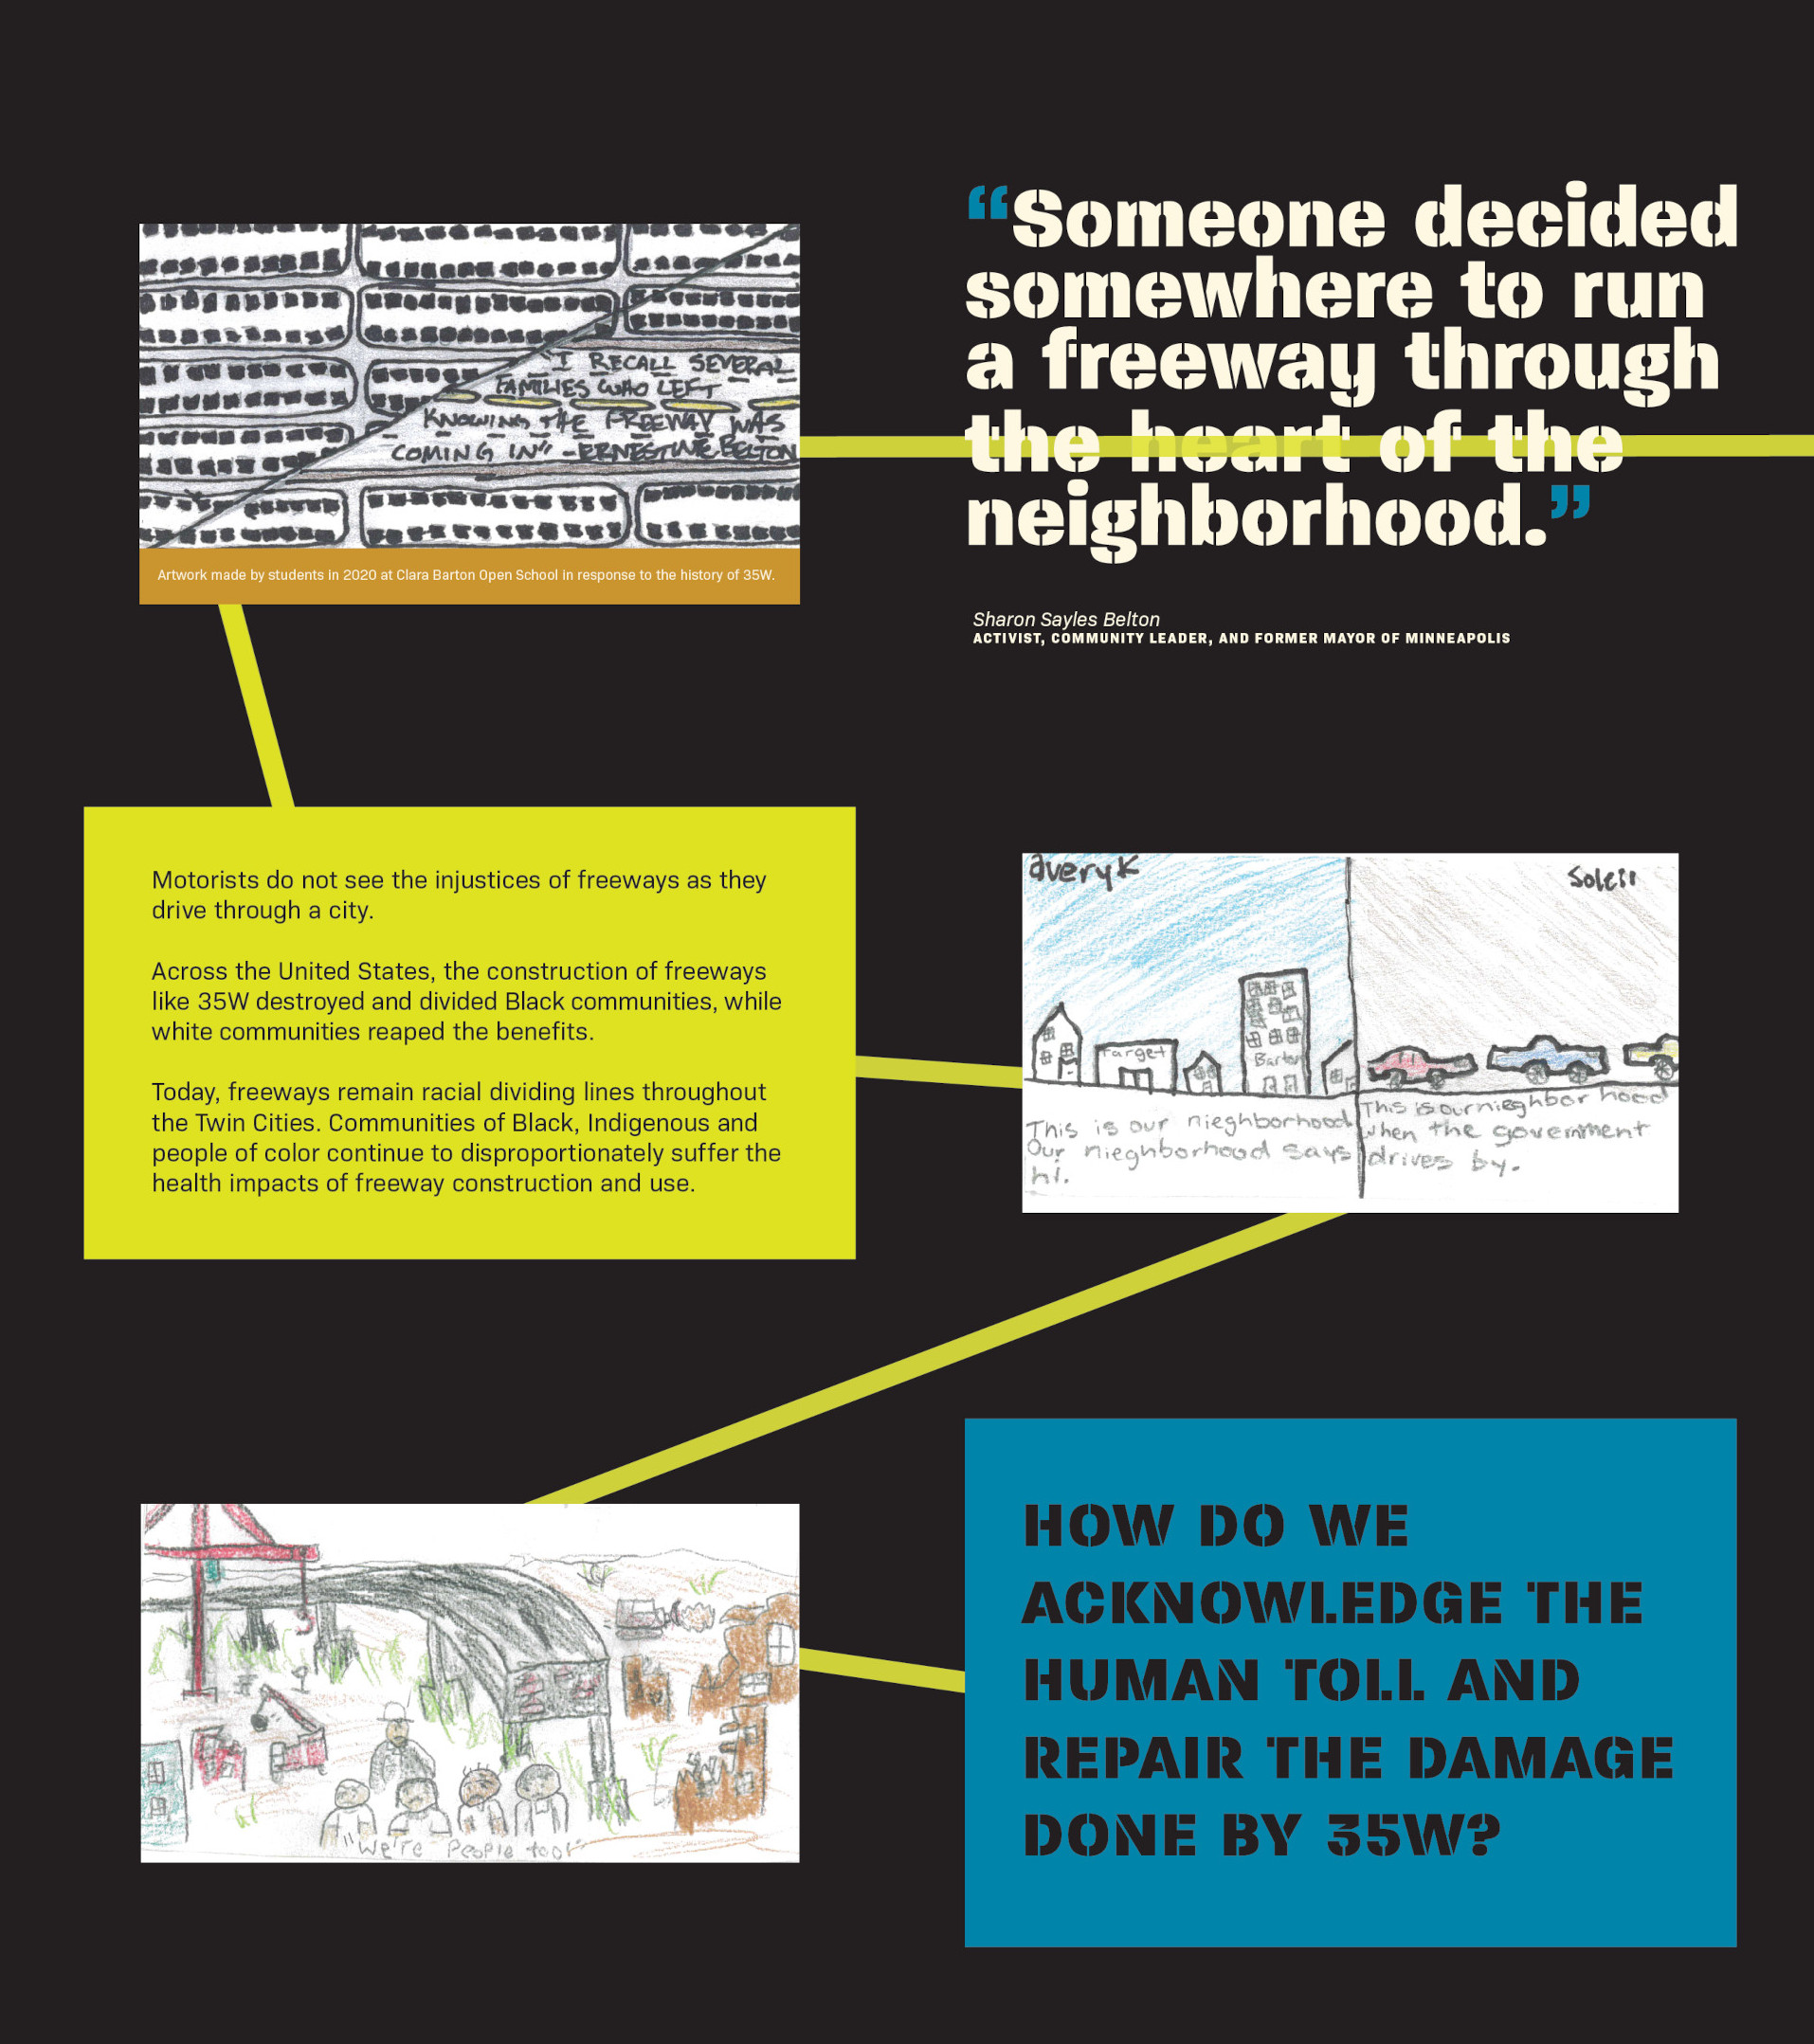 "I RECALL SEVERAL
FAMILIES WHO LEFT
KNOWING THE FREEWAY WAS
COMING IN" - ERNESTINE BELTON
Artwork made by students in 2020 at Clara Barton Open School in response to the history of 35W.
“Someone decided
somewhere to run
a freeway through
the heart of the
neighborhood.”
Sharon Sayles Belton
ACTIVIST, COMMUNITY LEADER, AND FORMER MAYOR OF MINNEAPOLIS
Motorists do not see the injustices of freeways as they
drive through a city.
Across the United States, the construction of freeways
like 35W destroyed and divided Black communities, while
white communities reaped the benefits.
Today, freeways remain racial dividing lines throughout
the Twin Cities. Communities of Black, Indigenous and
people of color continue to disproportionately suffer the
health impacts of freeway construction and use.
averyk
Soleil
Target
Barton
This is our nieghborhood
Our nieghborhood says
hi.
This is our nieghbor hood
when the government
drives by.
"We're People too!"
HOW DO WE
ACKNOWLEDGE THE
HUMAN TOLL AND
REPAIR THE DAMAGE
DONE BY 35W?